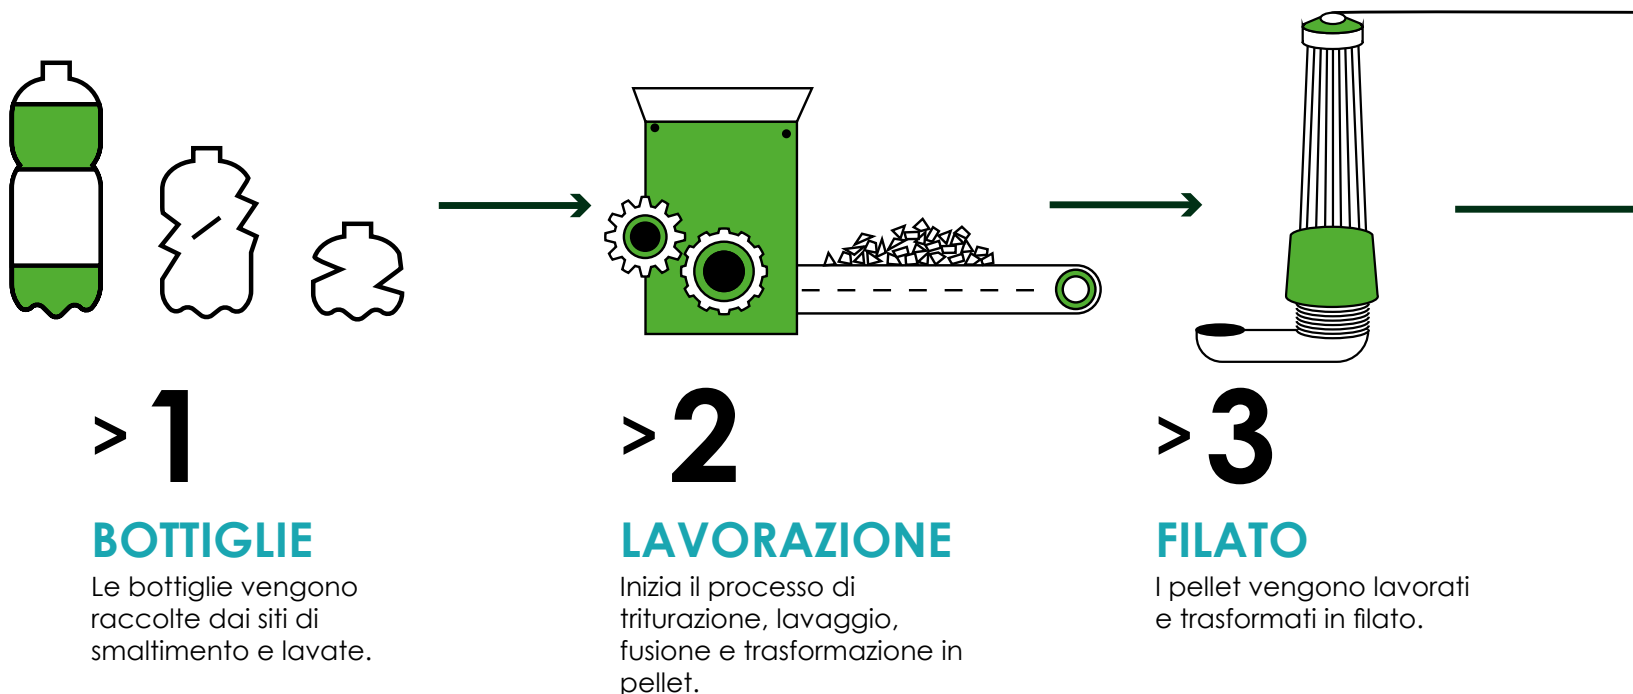 >1
BOTTIGLIE
Le bottiglie vengono
raccolte dai siti di
smaltimento e lavate.
>2
LAVORAZIONE
Inizia il processo di
triturazione, lavaggio,
fusione e trasformazione in
pellet.
>3
FILATO
I pellet vengono lavorati
e trasformati in filato.